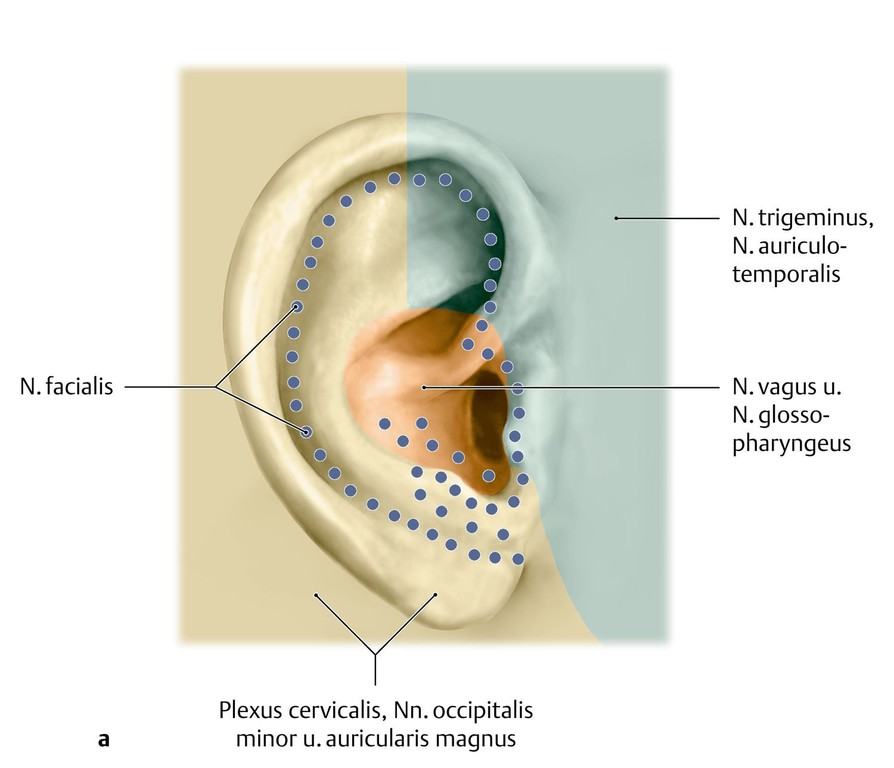 N. trigeminus,
N. auriculo-
temporalis
N. facialis
N. vagus u.
N. glosso-
pharyngeus
Plexus cervicalis, Nn. occipitalis
minor u. auricularis magnus
a